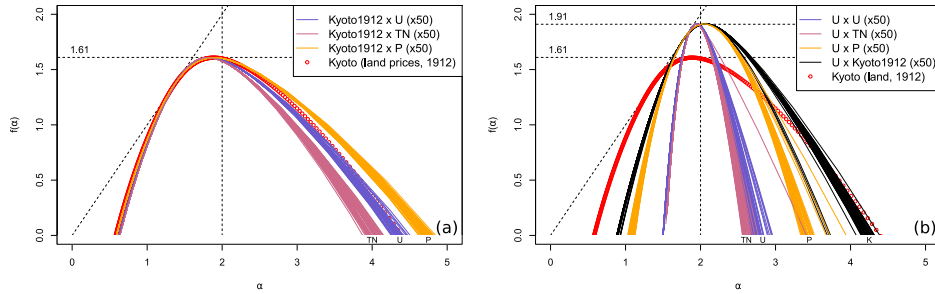 Kyoto1912 x U (x50)
Kyoto1912 x TN (x50)
Kyoto1912 x P (x50)
Kyoto (land prices, 1912)
1.61
f(α)
2.0
1.5
1.0
0.5
0.0
TN U P
(a)
0 1 2 3 4 5
α
U x U (x50)
U x TN (x50)
U x P (x50)
U x Kyoto1912 (x50)
Kyoto (land, 1912)
1.91
1.61
f(α)
2.0
1.5
1.0
0.5
0.0
TN U P K
(b)
0 1 2 3 4 5
α